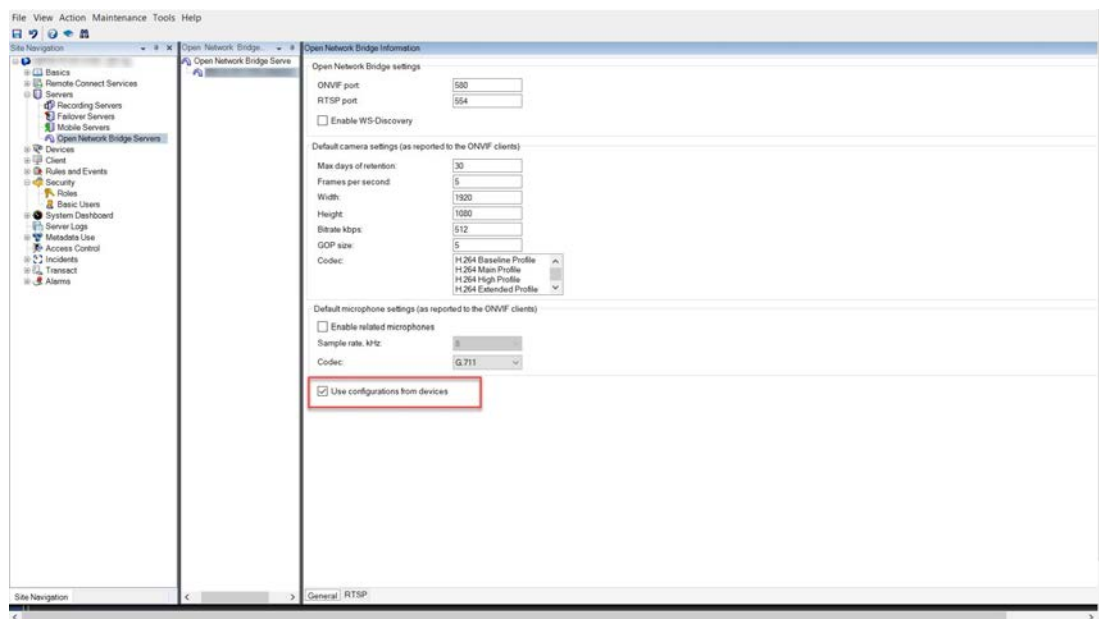 File View Action Maintenance Tools Help
Site Navigation
Open Network Bridge...
Open Network Bridge Information
Basics
Remote Connect Services
Servers
Recording Servers
Failover Servers
Mobile Servers
Open Network Bridge Servers
Devices
Client
Rules and Events
Security
Roles
Basic Users
System Dashboard
Server Logs
Metadata Use
Access Control
Incidents
Transact
Alarms
Open Network Bridge Serve
Open Network Bridge settings
ONVIF port: 580
RTSP port: 554
Enable WS-Discovery
Default camera settings (as reported to the ONVIF clients)
Max days of retention: 30
Frames per second: 5
Width: 1920
Height: 1080
Bitrate kbps: 512
GOP size: 5
Codec: H.264 Baseline Profile
H.264 Main Profile
H.264 High Profile
H.264 Extended Profile
Default microphone settings (as reported to the ONVIF clients)
Enable related microphones
Sample rate, kHz: 8
Codec: G.711
Use configurations from devices
Site Navigation
General RTSP